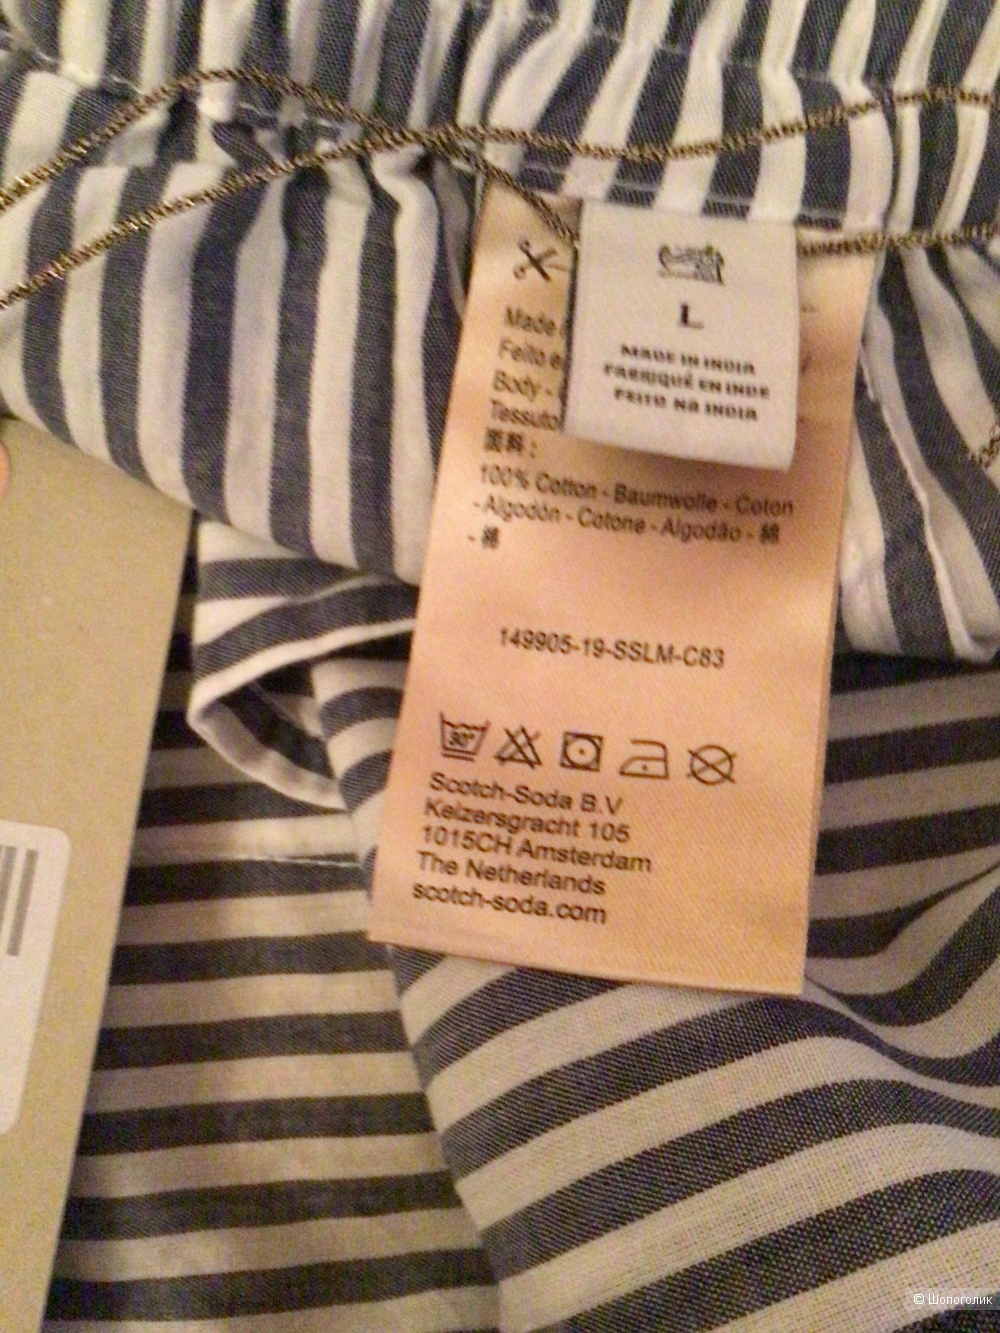 L
MADE IN INDIA
FABRIQUÉ EN INDE
FEITO NA INDIA
Made
Feito
Body -
Tessuto
面料 :
100% Cotton - Baumwolle - Coton
- Algodòn - Cotone - Algodão - 綿
- 棉
149905-19-SSLM-C83
30°
Scotch-Soda B.V
Keizersgracht 105
1015CH Amsterdam
The Netherlands
scotch-soda.com
© Шопоголик